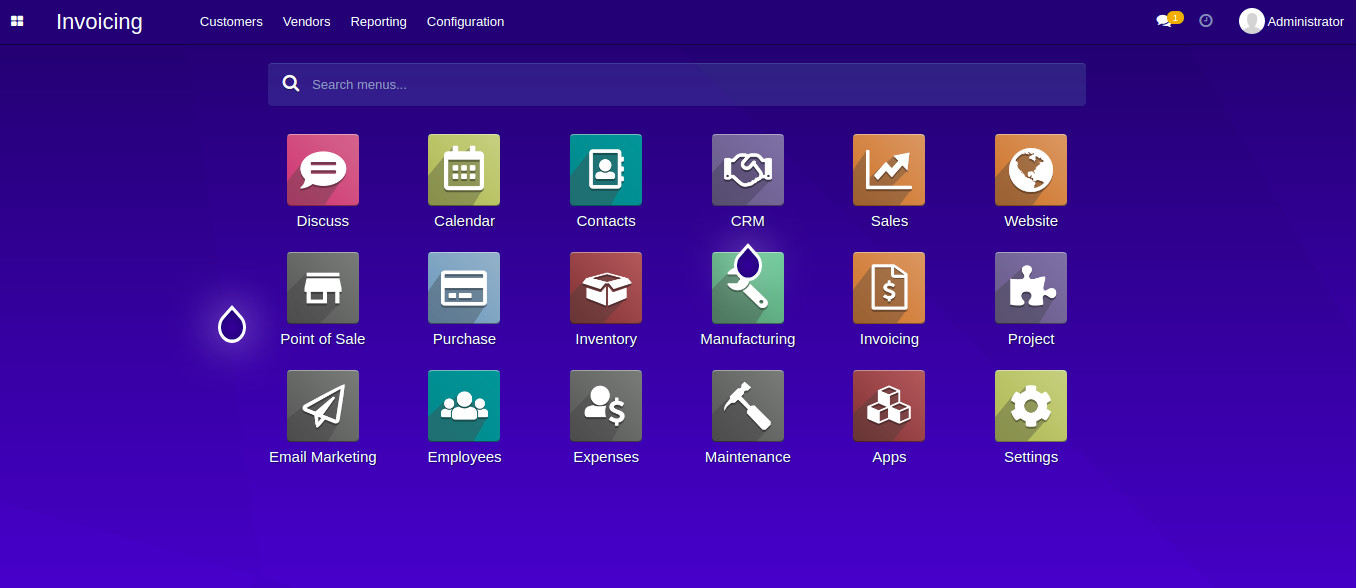 Invoicing Customers Vendors Reporting Configuration 1 Administrator
Search menus...
Discuss Calendar Contacts CRM Sales Website
Point of Sale Purchase Inventory Manufacturing Invoicing Project
Email Marketing Employees Expenses Maintenance Apps Settings